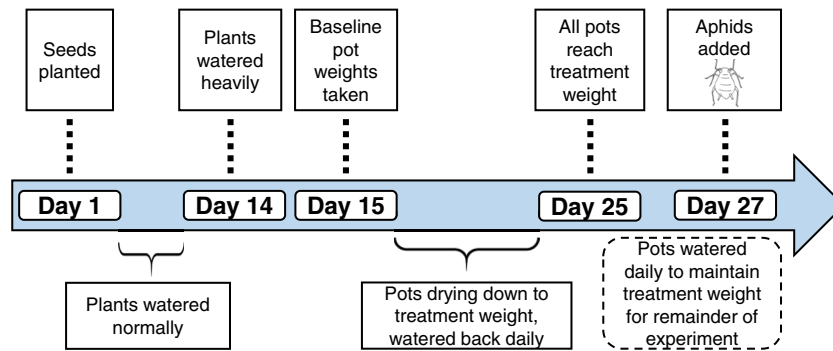 Seeds
planted
Plants
watered
heavily
Baseline
pot
weights
taken
All pots
reach
treatment
weight
Aphids
added
Day 1
Day 14
Day 15
Day 25
Day 27
Plants watered
normally
Pots drying down to
treatment weight,
watered back daily
Pots watered
daily to maintain
treatment weight
for remainder of
experiment